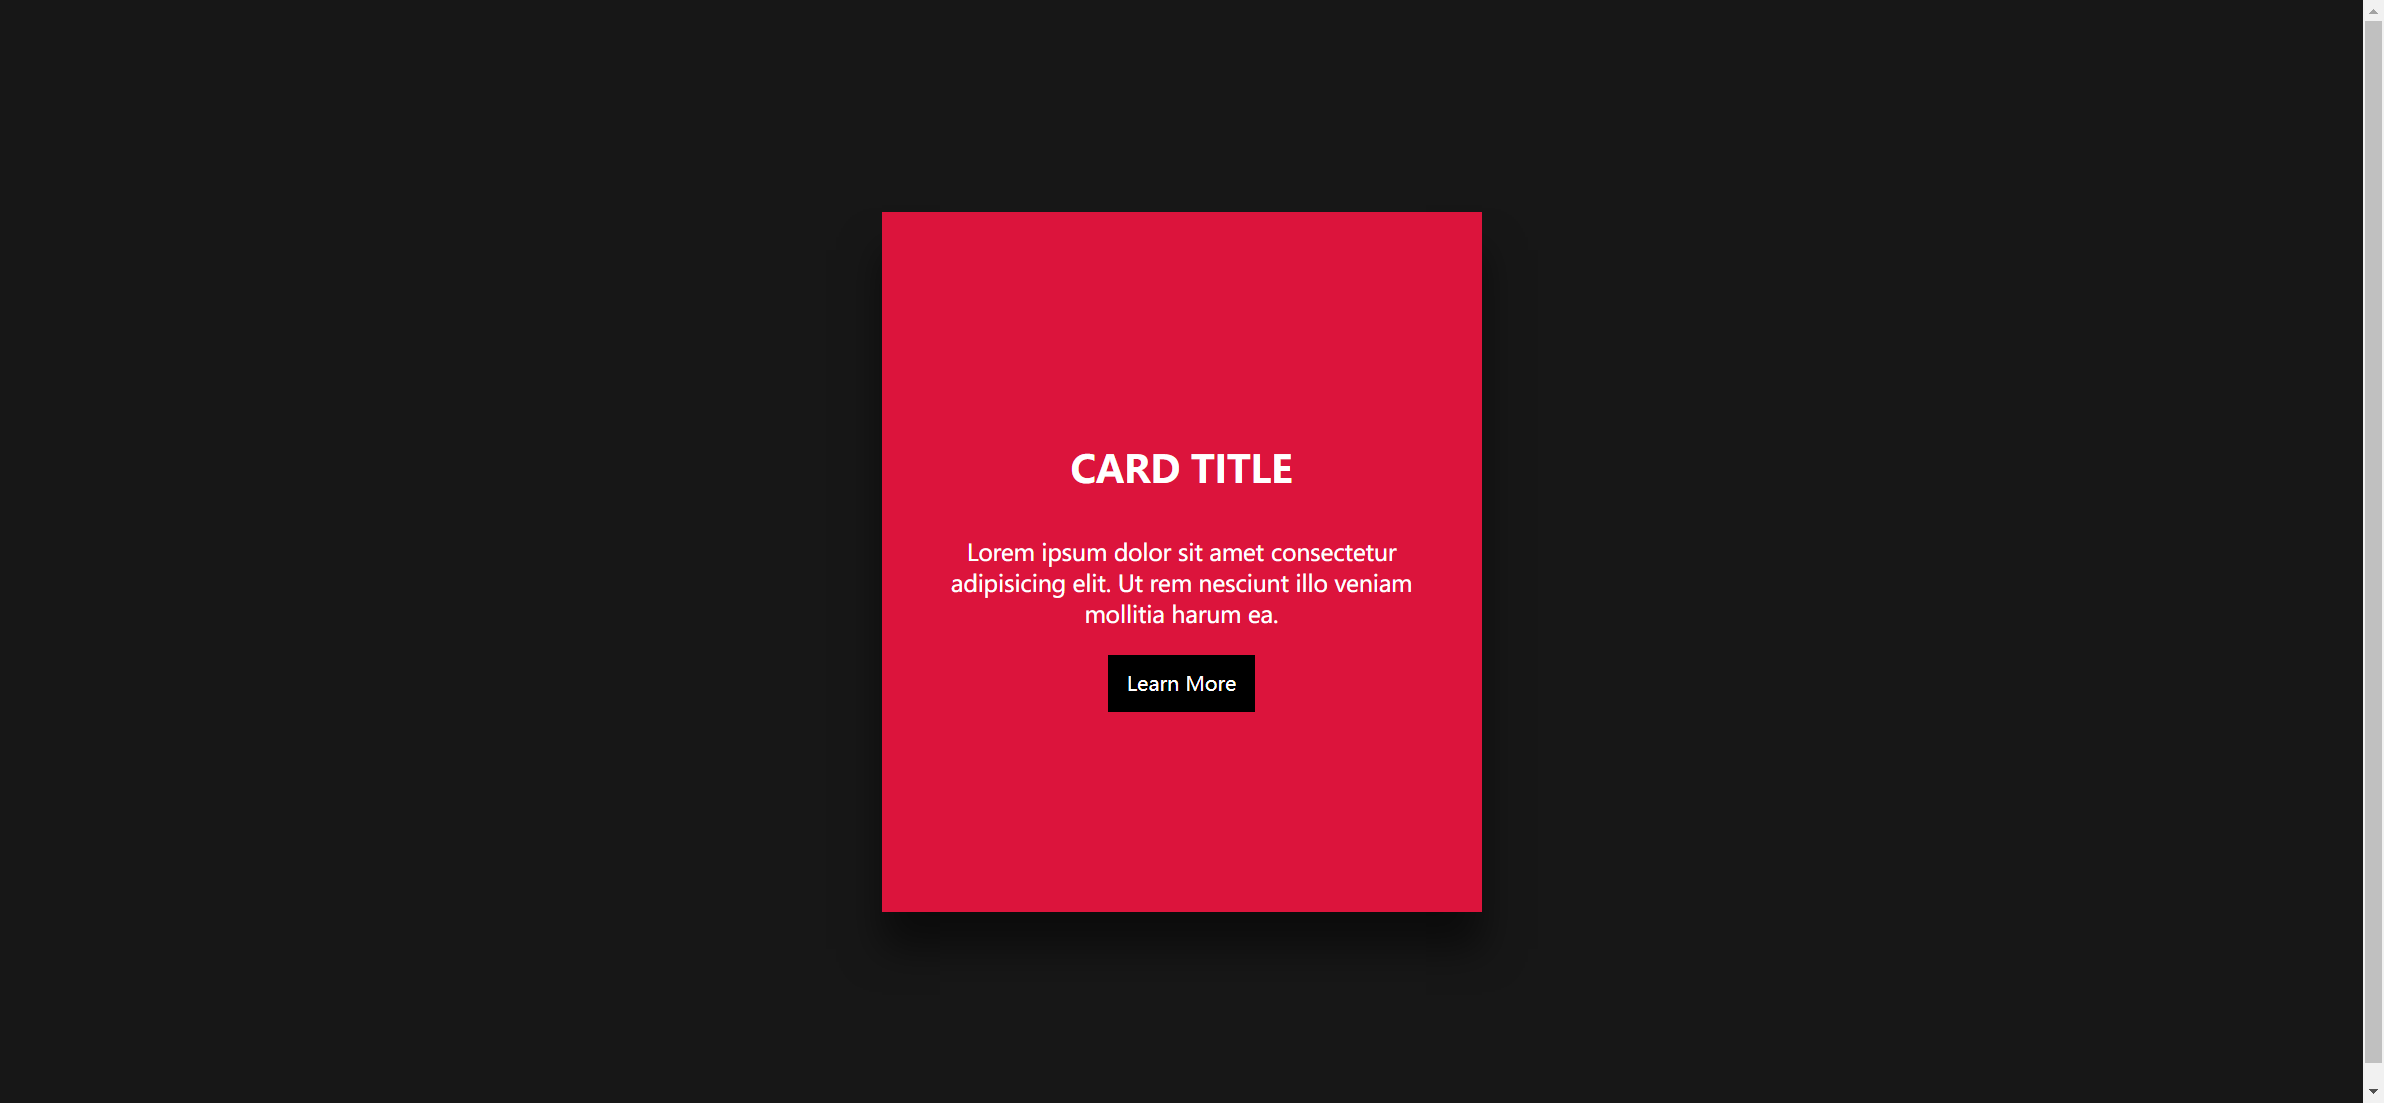 CARD TITLE
Lorem ipsum dolor sit amet consectetur
adipisicing elit. Ut rem nesciunt illo veniam
mollitia harum ea.
Learn More